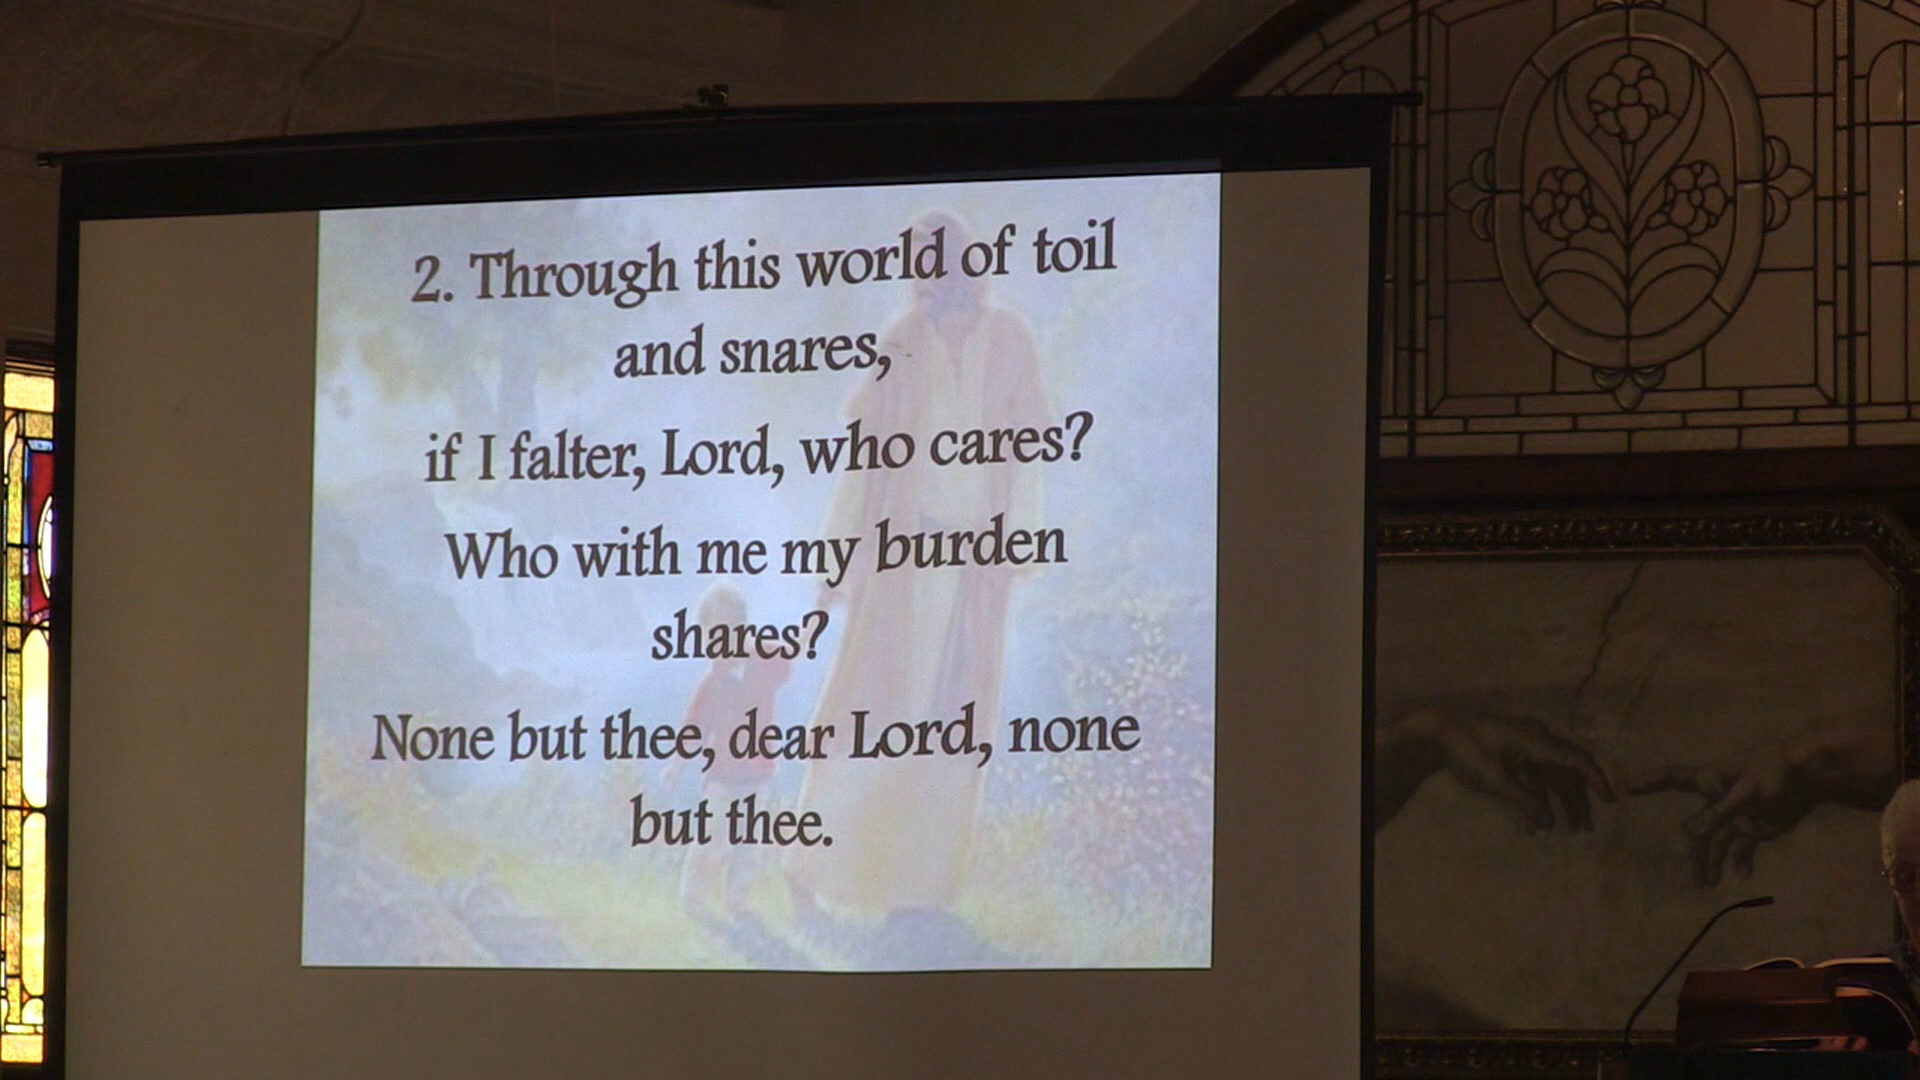 2. Through this world of toil
and snares,
if I falter, Lord, who cares?
Who with me my burden
shares?
None but thee, dear Lord, none
but thee.